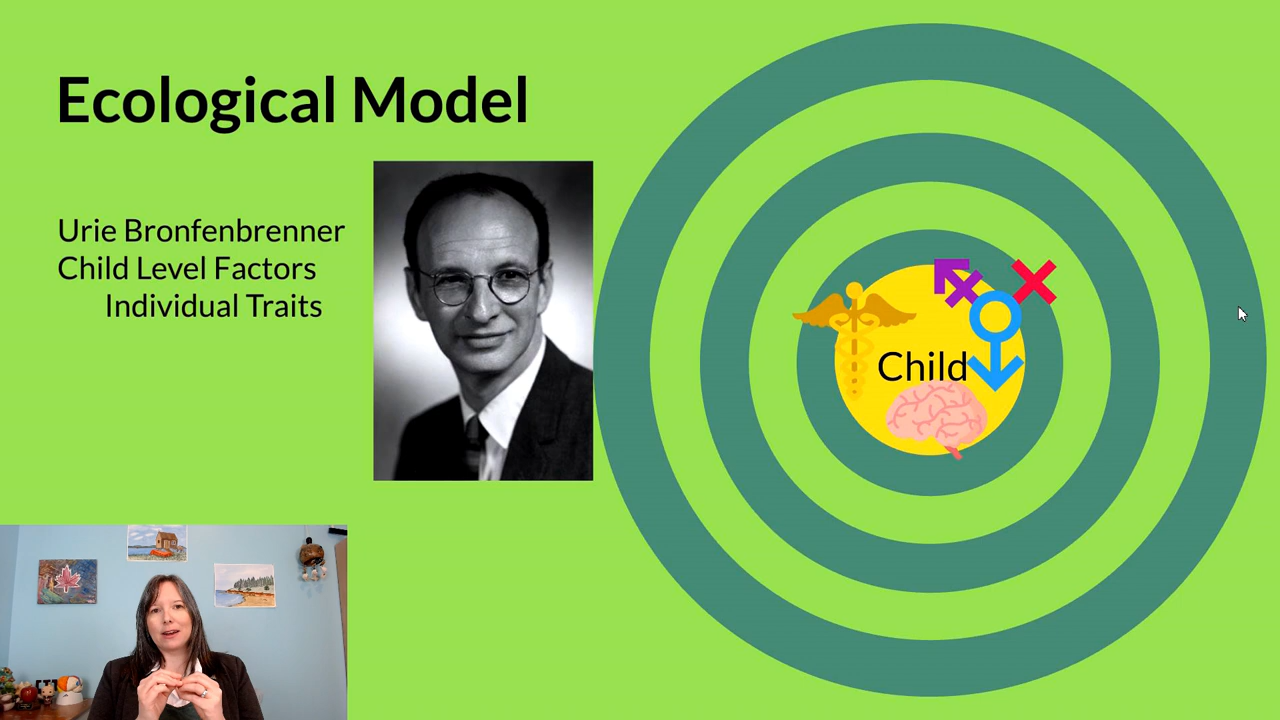 Ecological Model
Urie Bronfenbrenner
Child Level Factors
Individual Traits
Child